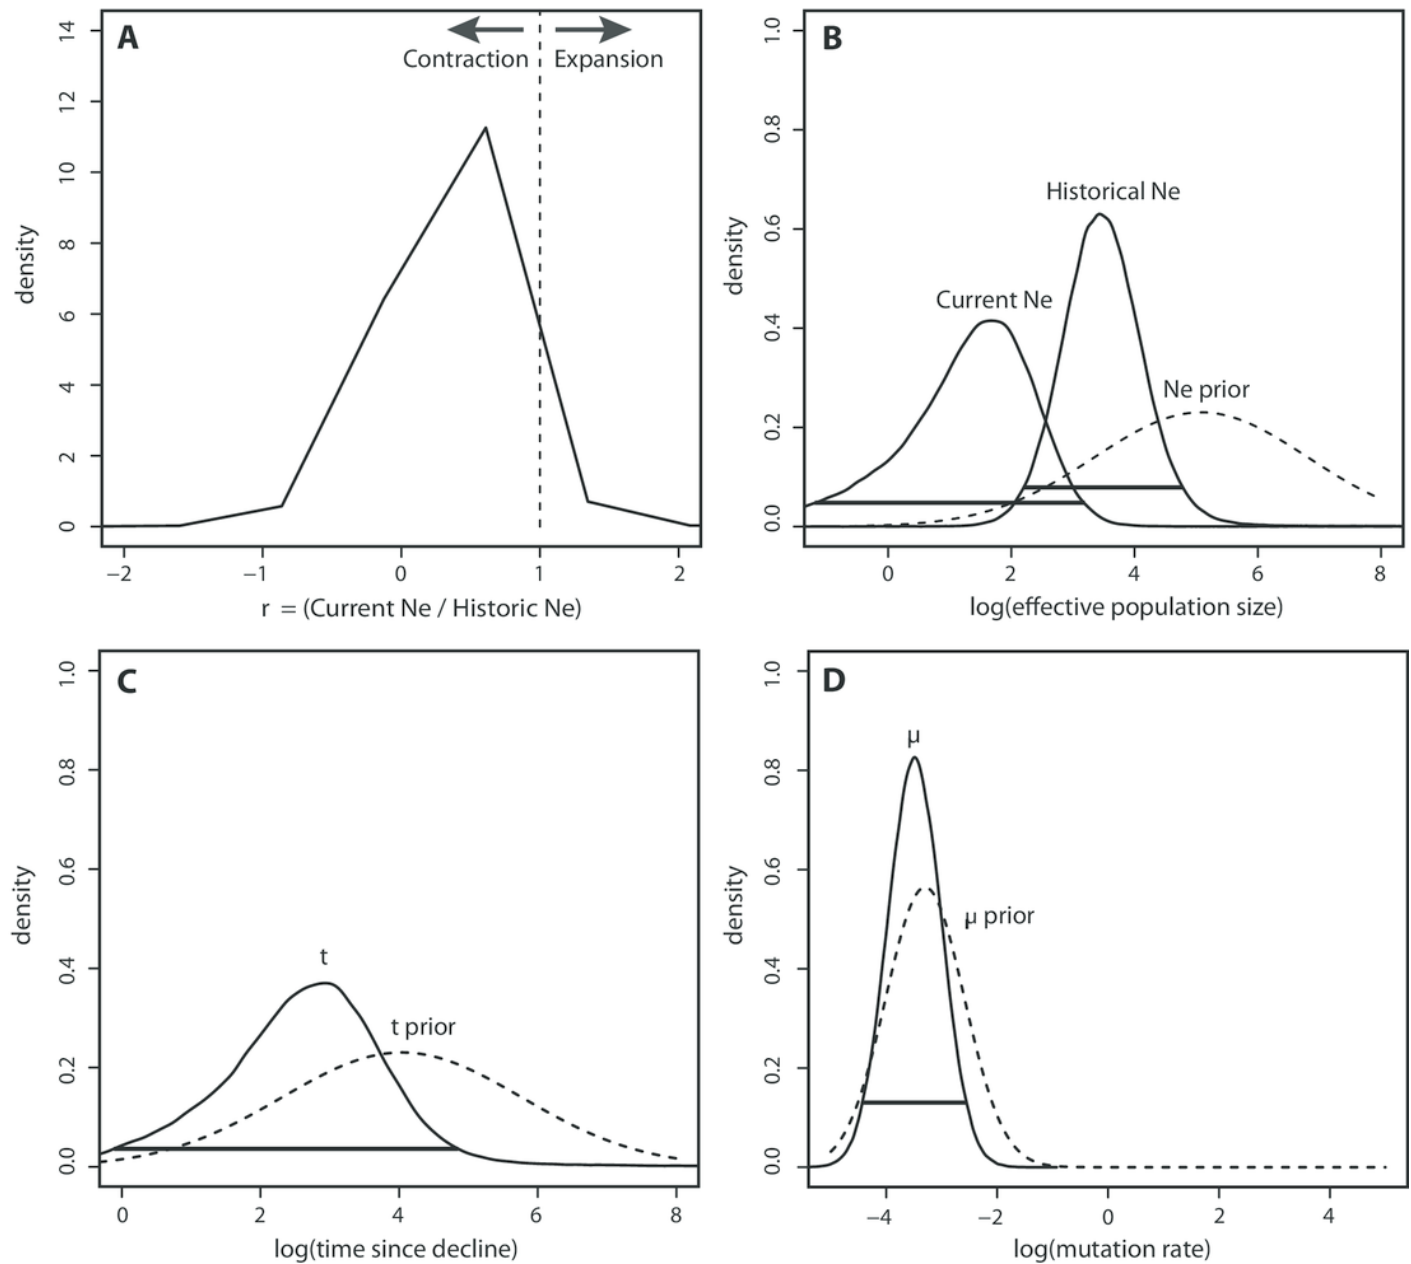 A
Contraction
Expansion
14
12
10
8
6
4
2
0
density
−2
−1
0
1
2
r = (Current Ne / Historic Ne)
B
Historical Ne
Current Ne
Ne prior
1.0
0.8
0.6
0.4
0.2
0.0
density
0
2
4
6
8
log(effective population size)
C
t
t prior
1.0
0.8
0.6
0.4
0.2
0.0
density
0
2
4
6
8
log(time since decline)
D
μ
μ prior
1.0
0.8
0.6
0.4
0.2
0.0
density
−4
−2
0
2
4
log(mutation rate)